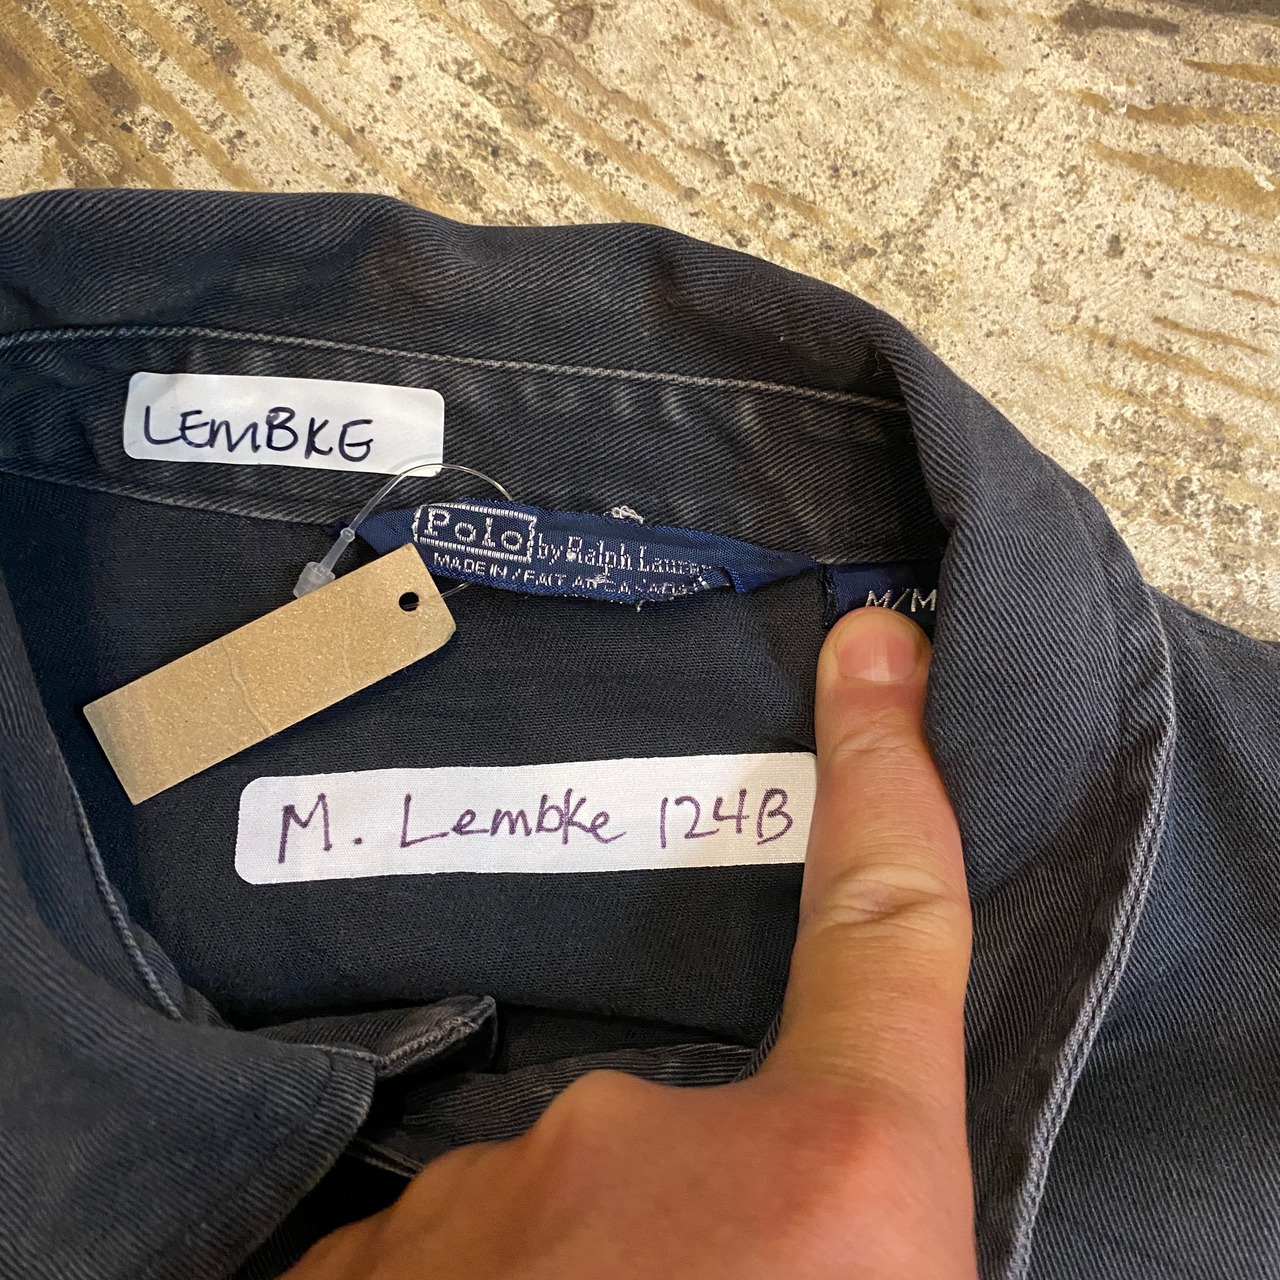 LEMBKE
Polo by Ralph Lauren
MADE IN / FAIT AU CANADA
M/M
M. Lembke 124B